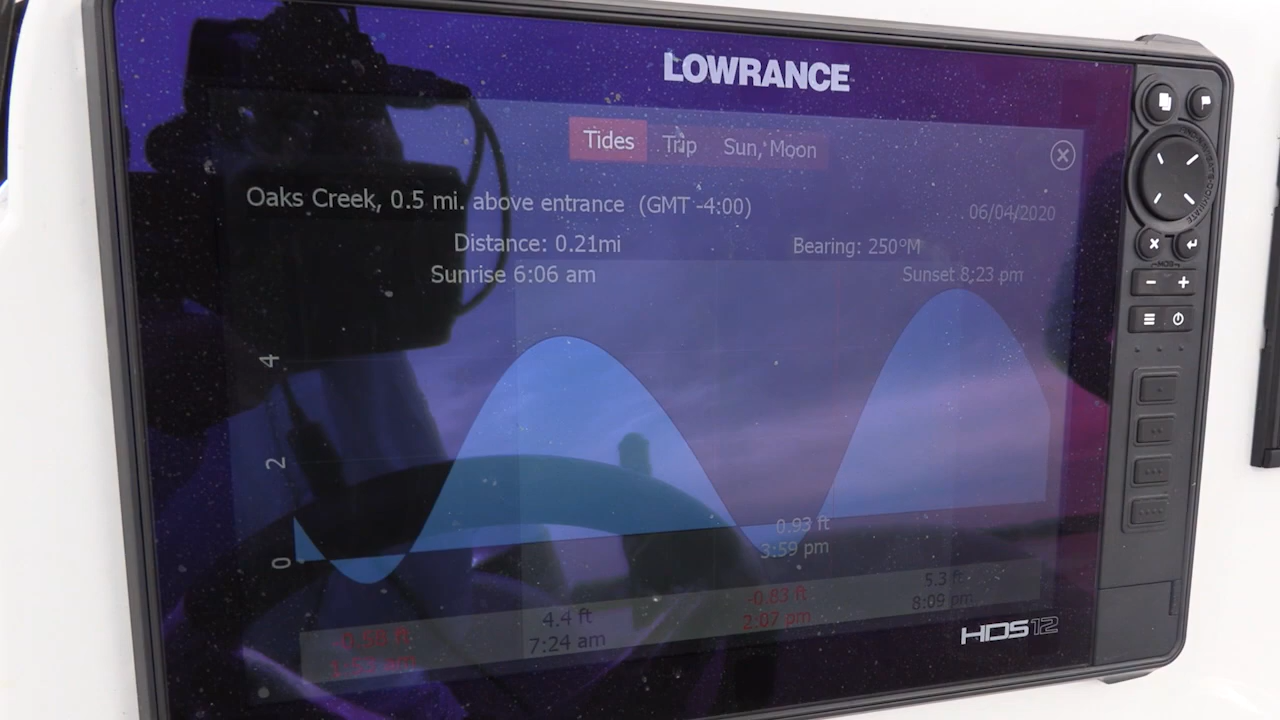 LOWRANCE
Tides Trip Sun, Moon
Oaks Creek, 0.5 mi. above entrance (GMT -4:00)
06/04/2020
Distance: 0.21mi Bearing: 250°M
Sunrise 6:06 am Sunset 8:23 pm
4
2
0
0.93 ft
3:59 pm
4.4 ft
7:24 am
-0.83 ft
2:07 pm
5.3 ft
8:09 pm
HDS 12